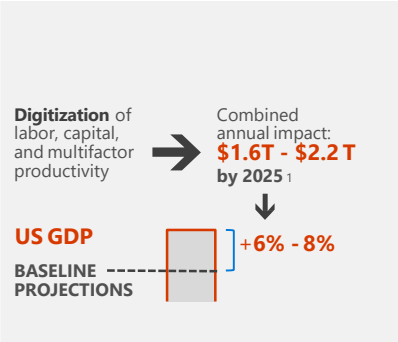 Digitization of
labor, capital,
and multifactor
productivity
Combined
annual impact:
$1.6T - $2.2 T
by 2025 1
US GDP
+6% - 8%
BASELINE
PROJECTIONS